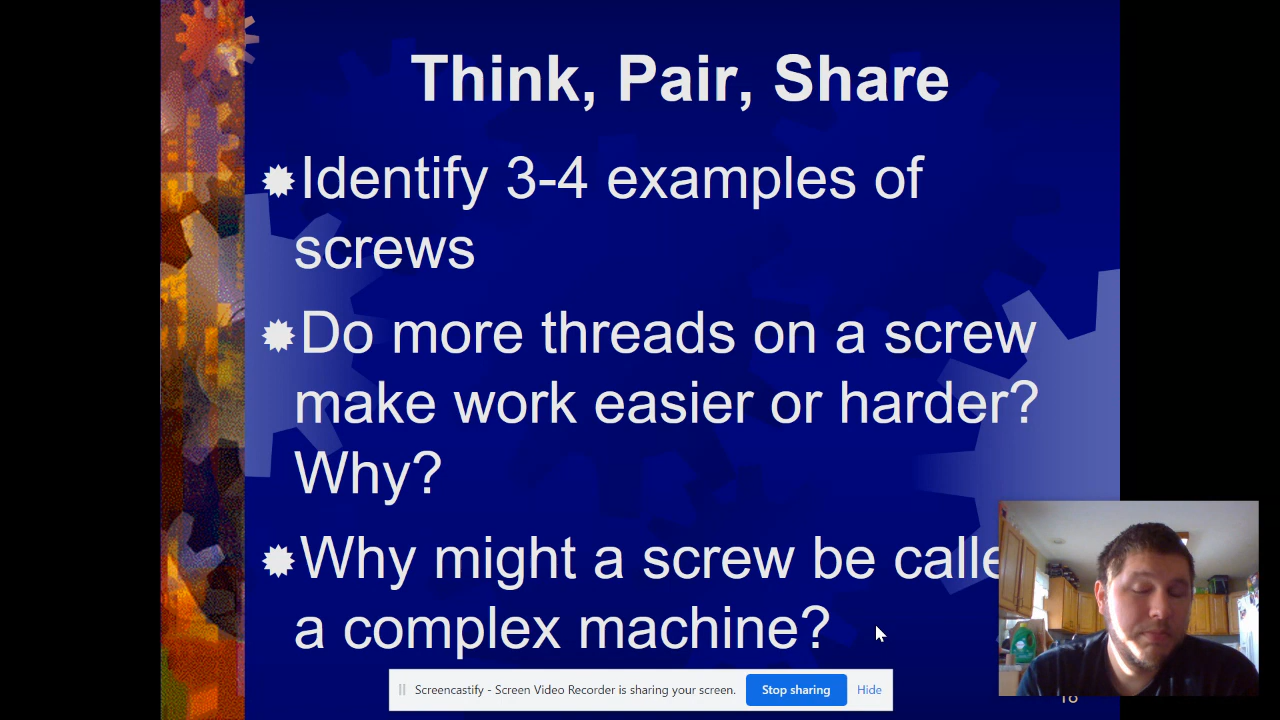 Think, Pair, Share
Identify 3-4 examples of
screws
Do more threads on a screw
make work easier or harder?
Why?
Why might a screw be calle
a complex machine?
Screencastify - Screen Video Recorder is sharing your screen.
Stop sharing
Hide